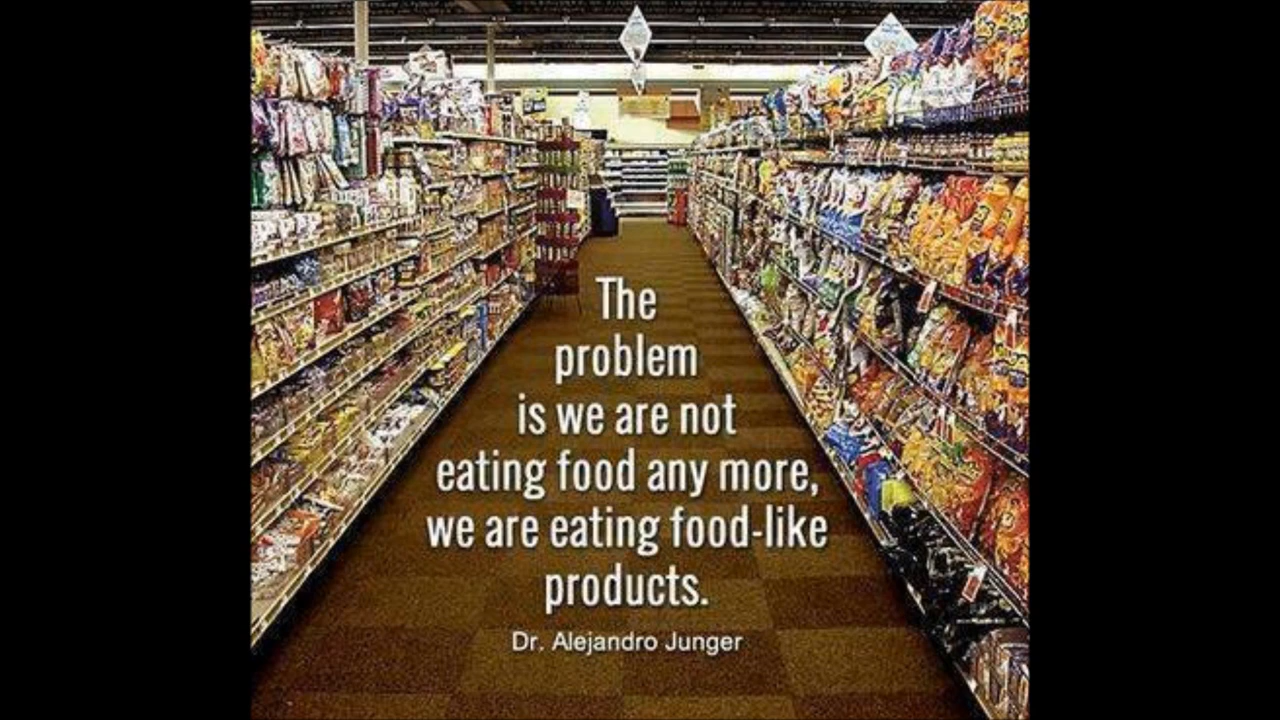 The
problem
is we are not
eating food any more,
we are eating food-like
products.
Dr. Alejandro Junger